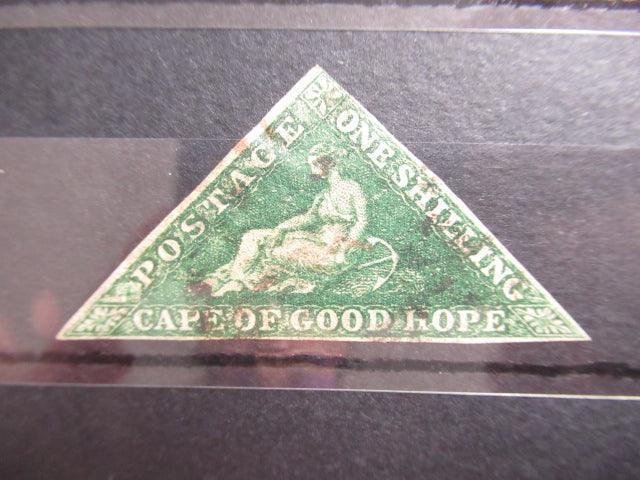 POSTAGE
ONE SHILLING
CAPE OF GOOD HOPE